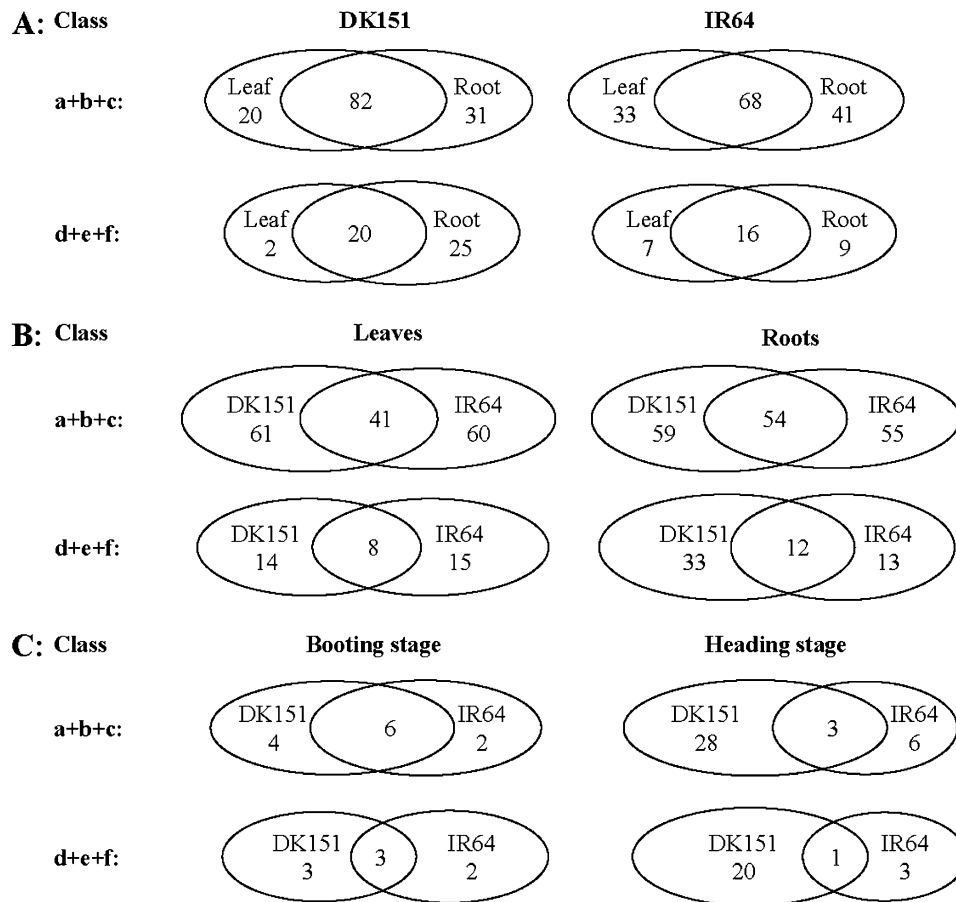 A: Class DK151 IR64
a+b+c: Leaf 20 82 Root 31 Leaf 33 68 Root 41
d+e+f: Leaf 2 20 Root 25 Leaf 7 16 Root 9
B: Class Leaves Roots
a+b+c: DK151 61 41 IR64 60 DK151 59 54 IR64 55
d+e+f: DK151 14 8 IR64 15 DK151 33 12 IR64 13
C: Class Booting stage Heading stage
a+b+c: DK151 4 6 IR64 2 DK151 28 3 IR64 6
d+e+f: DK151 3 3 IR64 2 DK151 20 1 IR64 3